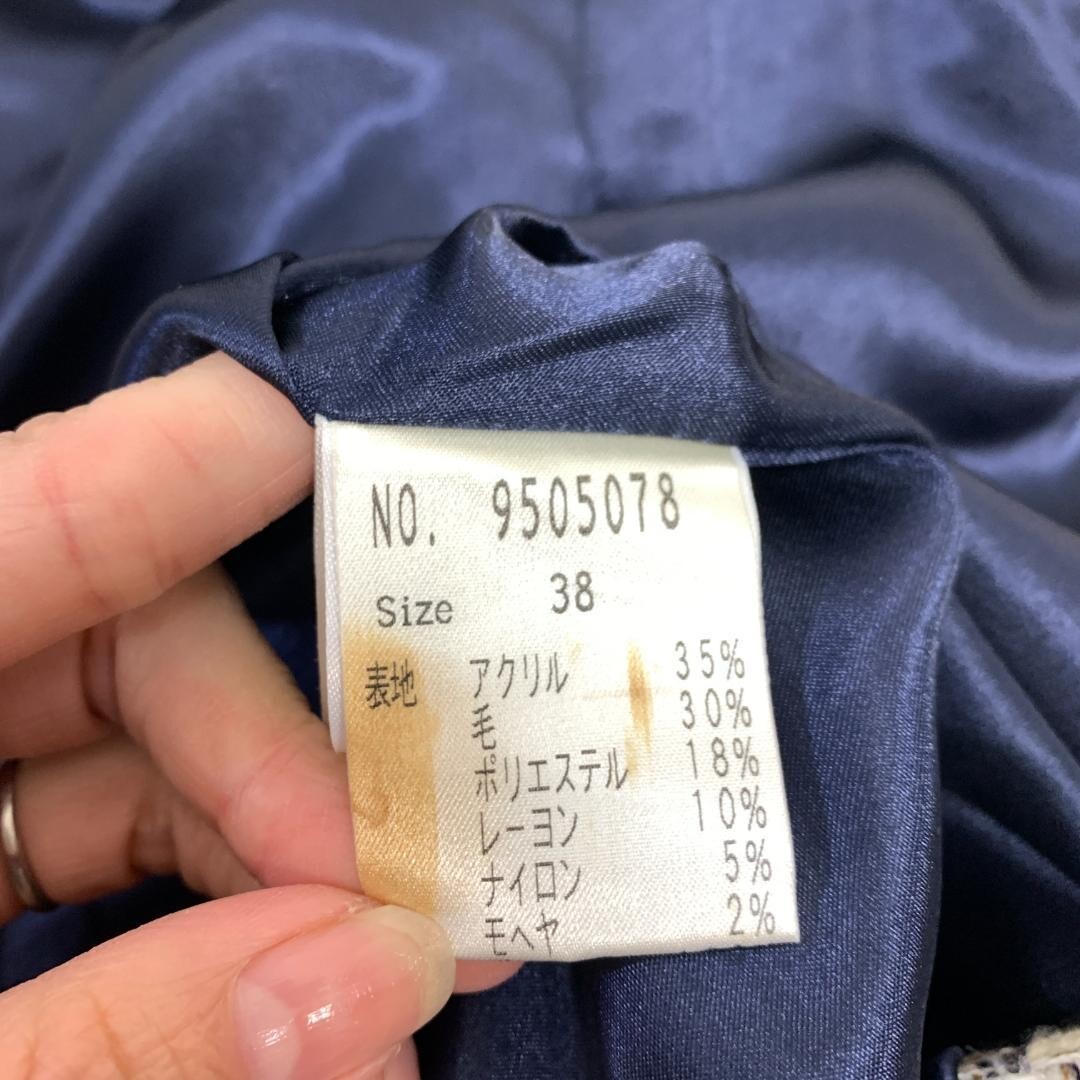 NO. 9505078
Size 38
表地 アクリル 35%
毛 30%
ポリエステル 18%
レーヨン 10%
ナイロン 5%
モヘヤ 2%